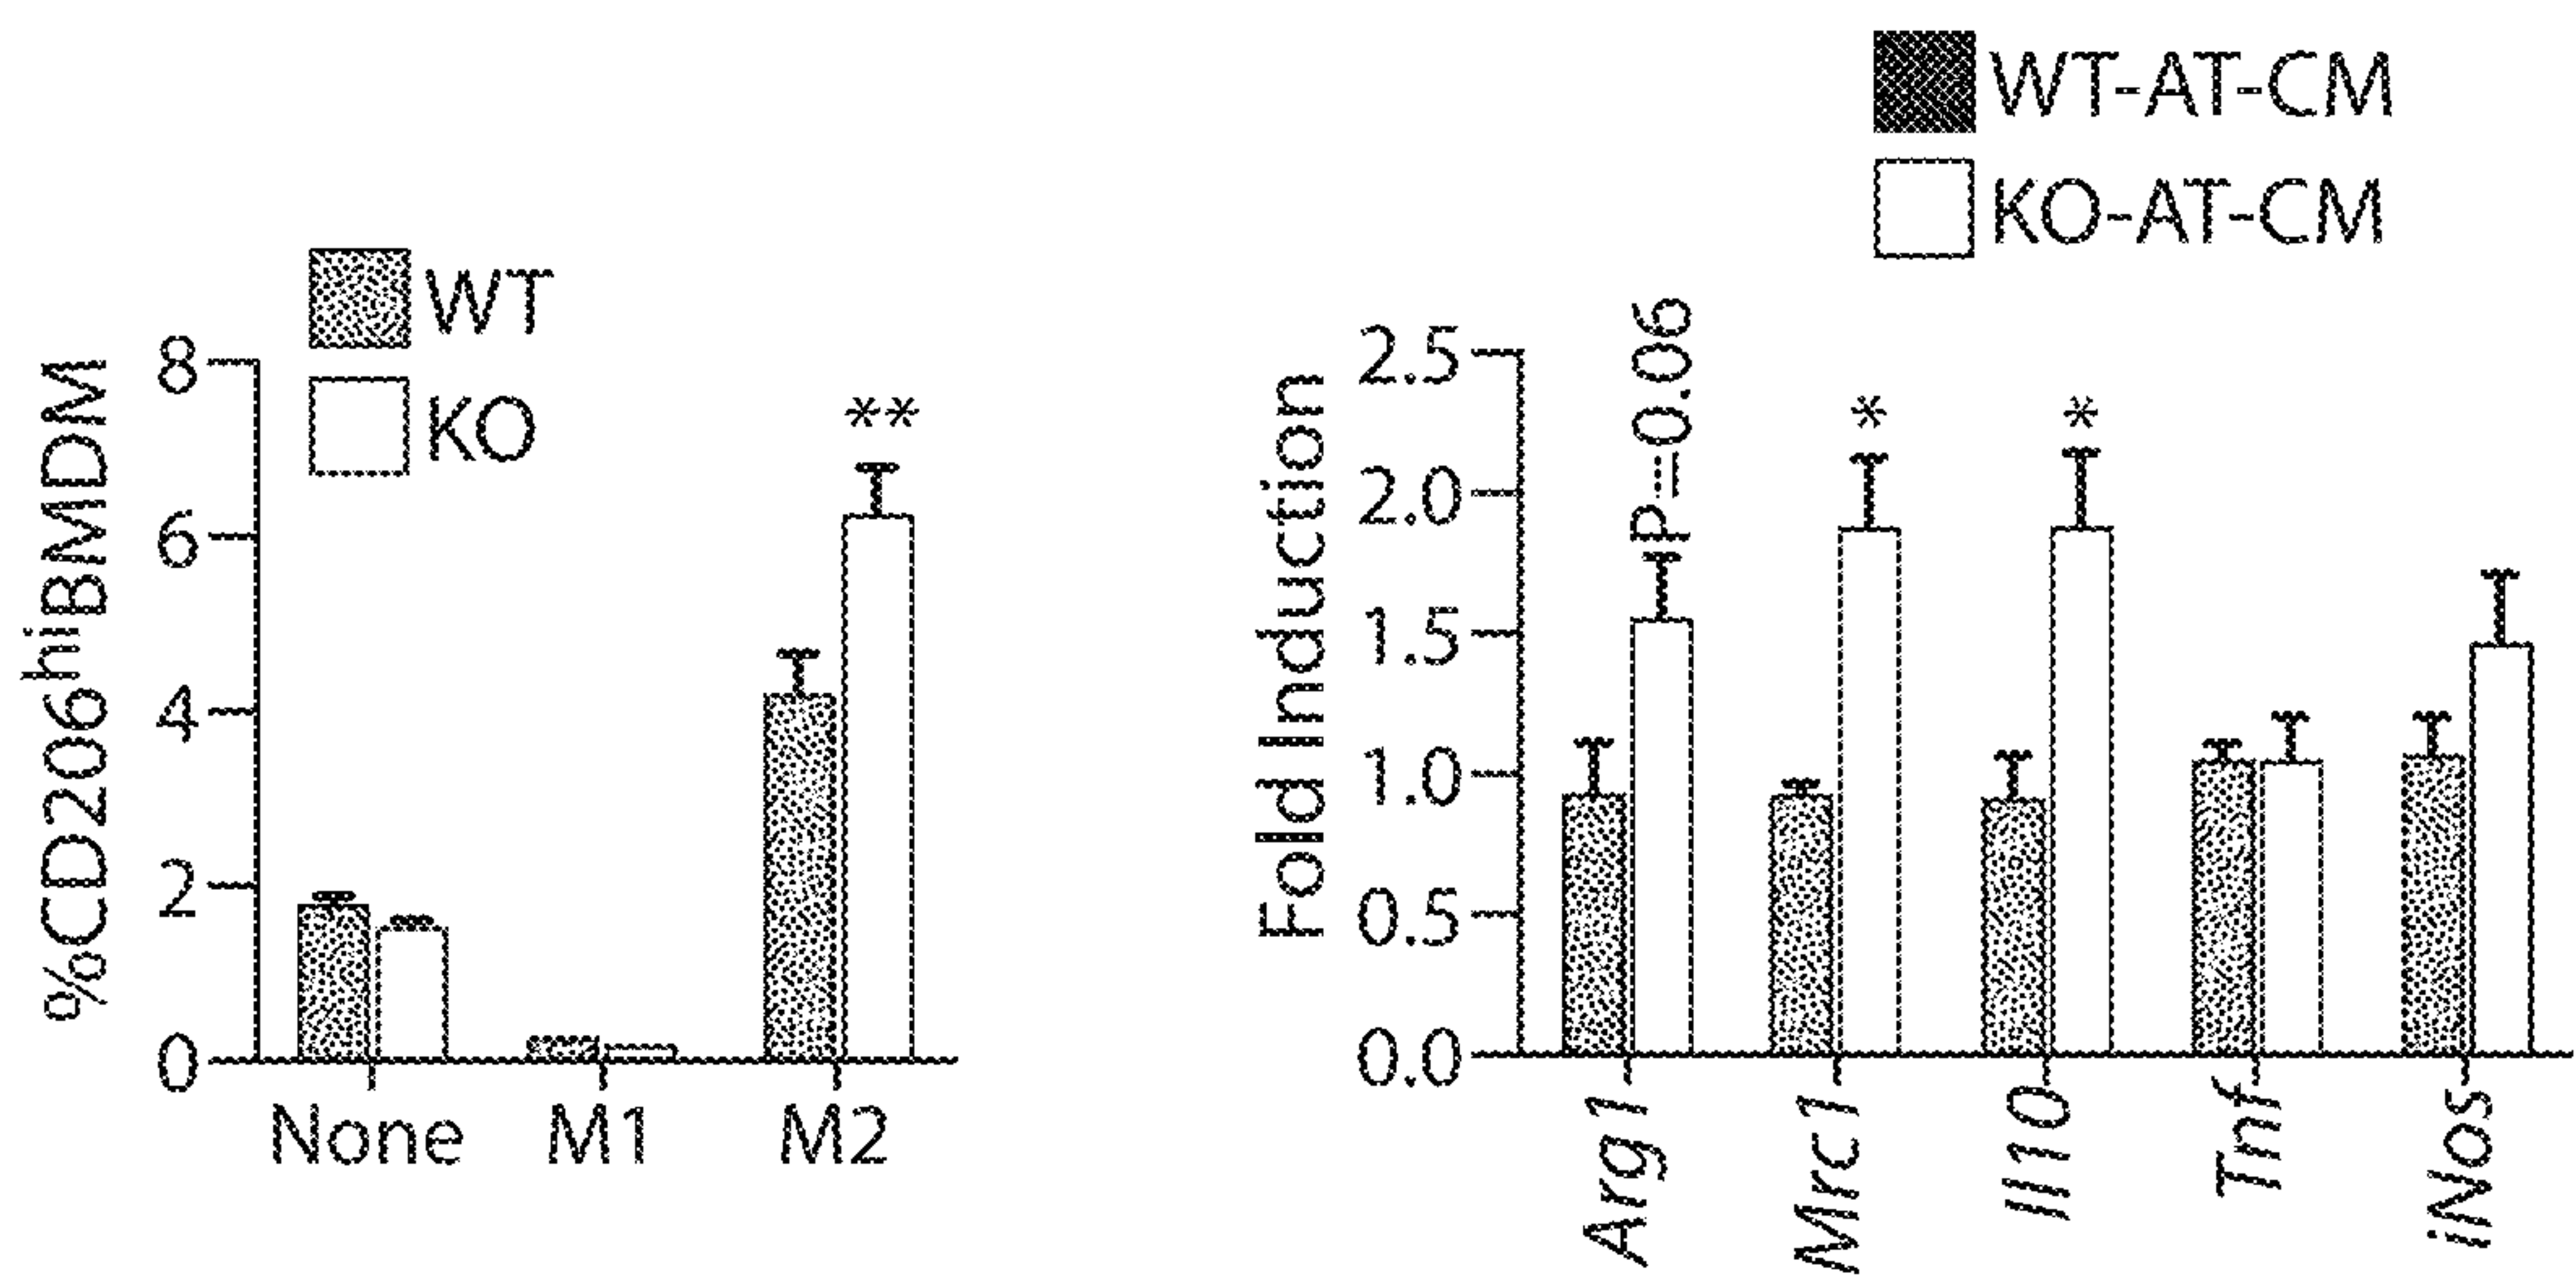 WT
KO
%CD206hiBMDM
8
6
4
2
0
**
None M1 M2
WT-AT-CM
KO-AT-CM
Fold Induction
2.5
2.0
1.5
1.0
0.5
0.0
P=0.06
*
*
Arg1
Mrc1
Il10
Tnf
iNos